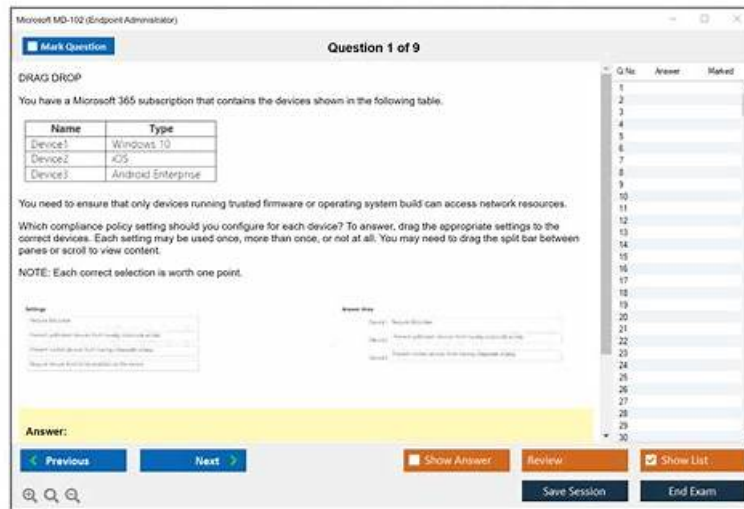 Microsoft MD-102 (Endpoint Administrator)
Mark Question
Question 1 of 9
DRAG DROP
You have a Microsoft 365 subscription that contains the devices shown in the following table.
Name Type
Device1 Windows 10
Device2 iOS
Device3 Android Enterprise
You need to ensure that only devices running trusted firmware or operating system build can access network resources.
Which compliance policy setting should you configure for each device? To answer, drag the appropriate settings to the
correct devices. Each setting may be used once, more than once, or not at all. You may need to drag the split bar between
panes or scroll to view content.
NOTE: Each correct selection is worth one point.
Settings
Answer Area
Answer:
Previous
Next
Show Answer
Review
Show List
Save Session
End Exam
Q No Answer Marked
1
2
3
4
5
6
7
8
9
10
11
12
13
14
15
16
17
18
19
20
21
22
23
24
25
26
27
28
29
30